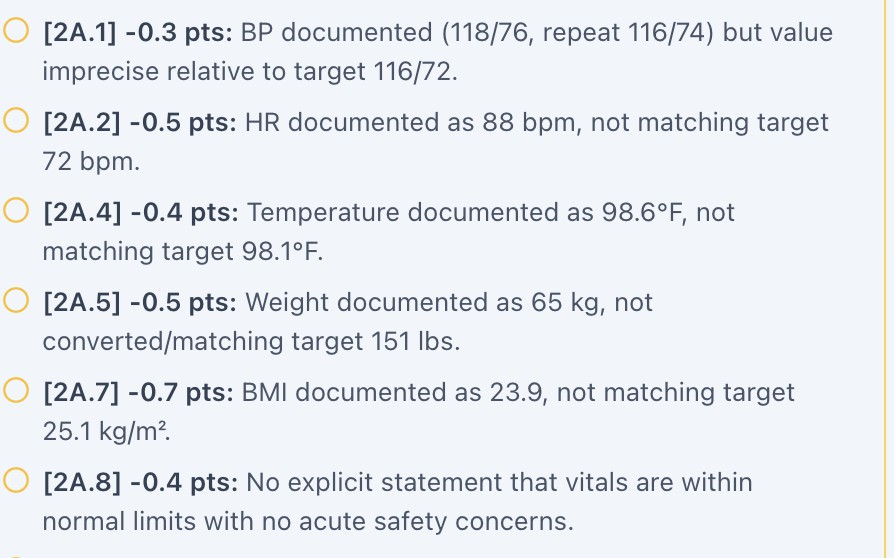 [2A.1] -0.3 pts: BP documented (118/76, repeat 116/74) but value
imprecise relative to target 116/72.
[2A.2] -0.5 pts: HR documented as 88 bpm, not matching target
72 bpm.
[2A.4] -0.4 pts: Temperature documented as 98.6°F, not
matching target 98.1°F.
[2A.5] -0.5 pts: Weight documented as 65 kg, not
converted/matching target 151 lbs.
[2A.7] -0.7 pts: BMI documented as 23.9, not matching target
25.1 kg/m².
[2A.8] -0.4 pts: No explicit statement that vitals are within
normal limits with no acute safety concerns.